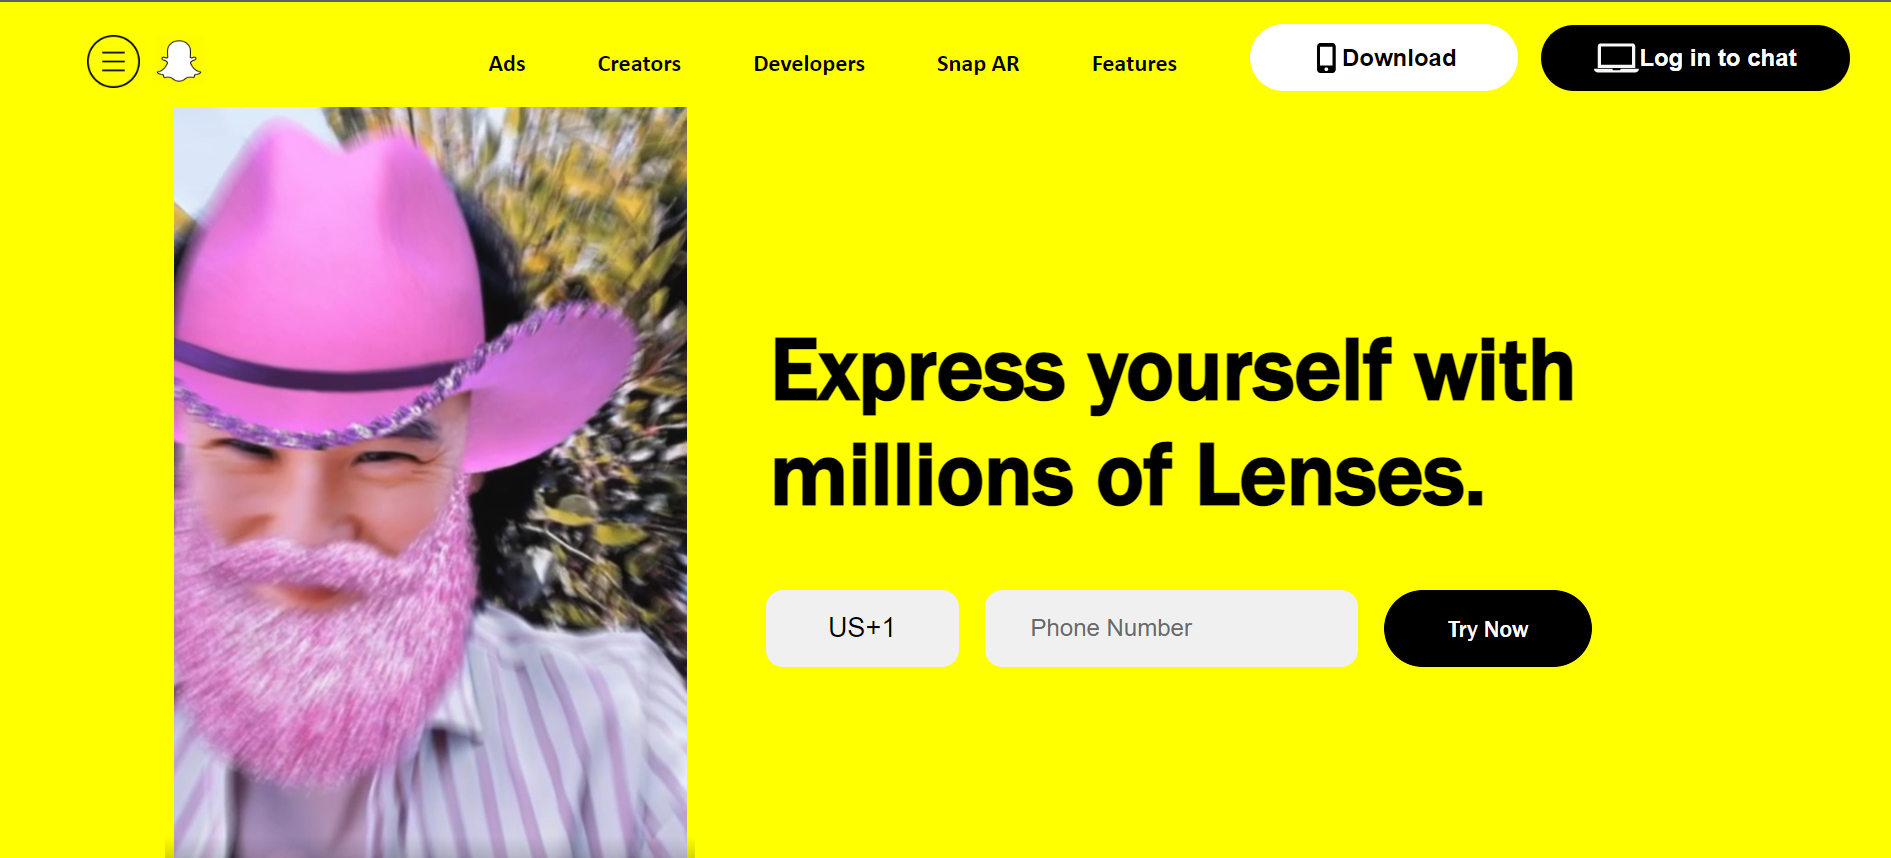 Ads
Creators
Developers
Snap AR
Features
Download
Log in to chat
Express yourself with
millions of Lenses.
US+1
Phone Number
Try Now